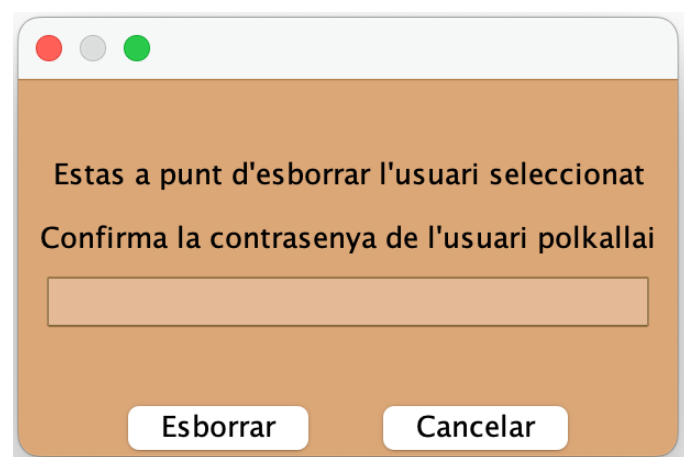 Estas a punt d'esborrar l'usuari seleccionat
Confirma la contrasenya de l'usuari polkallai
Esborrar Cancelar